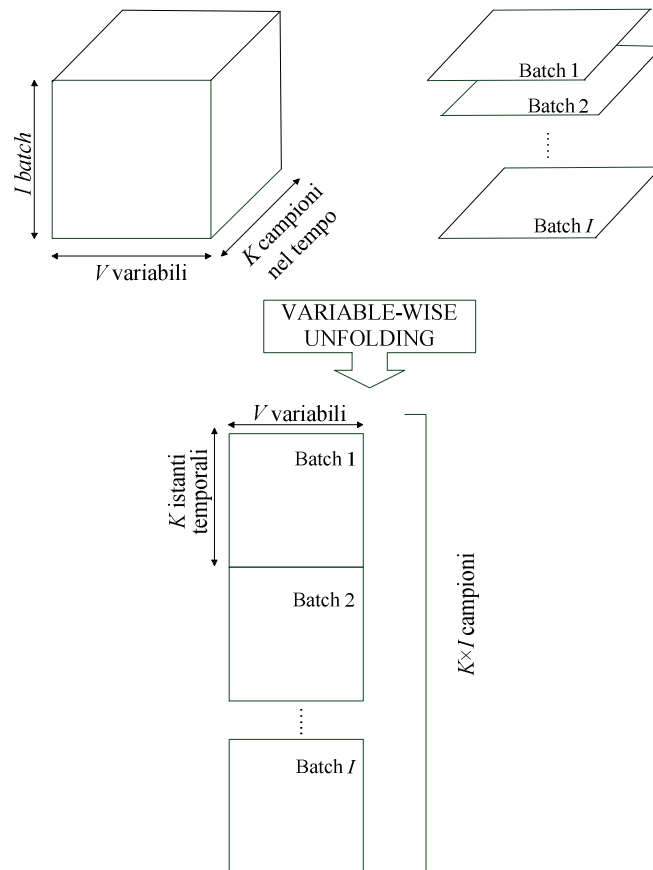 I batch
V variabili
K campioni
nel tempo
Batch 1
Batch 2
Batch I
VARIABLE-WISE
UNFOLDING
V variabili
K istanti
temporali
Batch 1
Batch 2
Batch I
K×I campioni